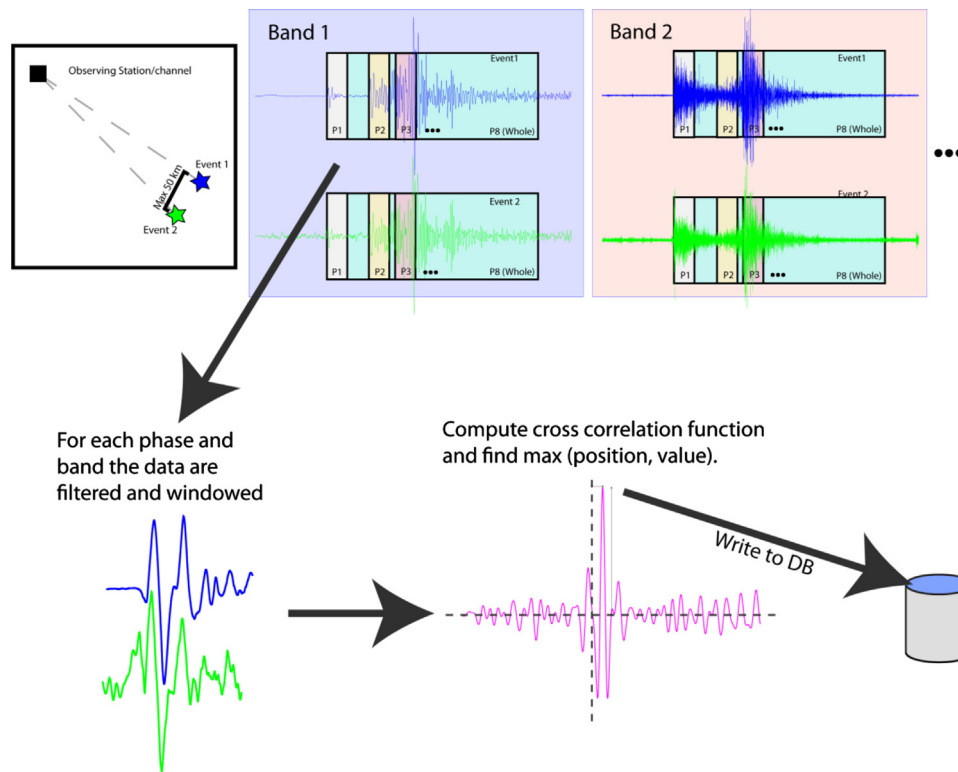 Observing Station/channel
Event 1
Max 50 km
Event 2
Band 1
Event1
P1
P2
P3
•••
P8 (Whole)
Event 2
P1
P2
P3
•••
P8 (Whole)
Band 2
Event1
P1
P2
P3
•••
P8 (Whole)
Event 2
P1
P2
P3
•••
P8 (Whole)
•••
For each phase and
band the data are
filtered and windowed
Compute cross correlation function
and find max (position, value).
Write to DB